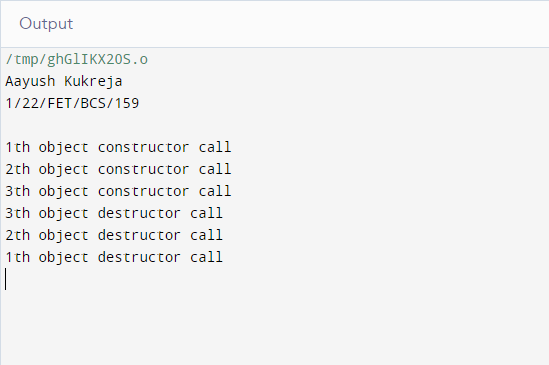 Output
/tmp/ghGlIKX2OS.o
Aayush Kukreja
1/22/FET/BCS/159
1th object constructor call
2th object constructor call
3th object constructor call
3th object destructor call
2th object destructor call
1th object destructor call